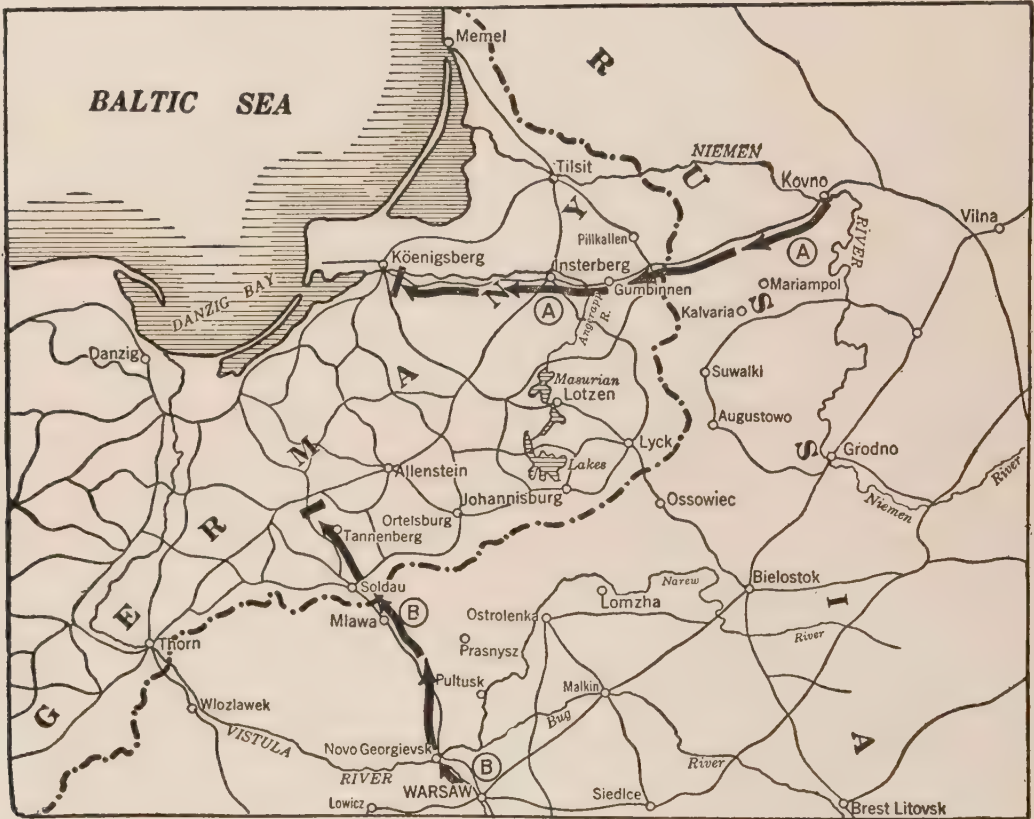 Memel
R
BALTIC SEA
NIEMEN
Tilsit
U
Kovno
Vilna
Y
Pillkallen
RIVER
A
Köenigsberg
Insterberg
Mariampol
N
Gumbinnen
S
DANZIG BAY
A
Angerapp
R.
Kalvaria
Danzig
Suwalki
Masurian
A
Lotzen
Augustowo
M
Lyck
S
Grodno
Allenstein
Lakes
River
Johannisburg
Niemen
Ossowiec
R
Ortelsburg
Tannenberg
Soldau
Narew
Bielostok
Lomzha
I
E
Mlawa
B
Ostrolenka
River
Thorn
Prasnysz
Pultusk
Malkin
G
Wlozlawek
Bug
A
VISTULA
Novo Georgievsk
River
RIVER
B
WARSAW
Siedlce
Lowicz
Brest Litovsk